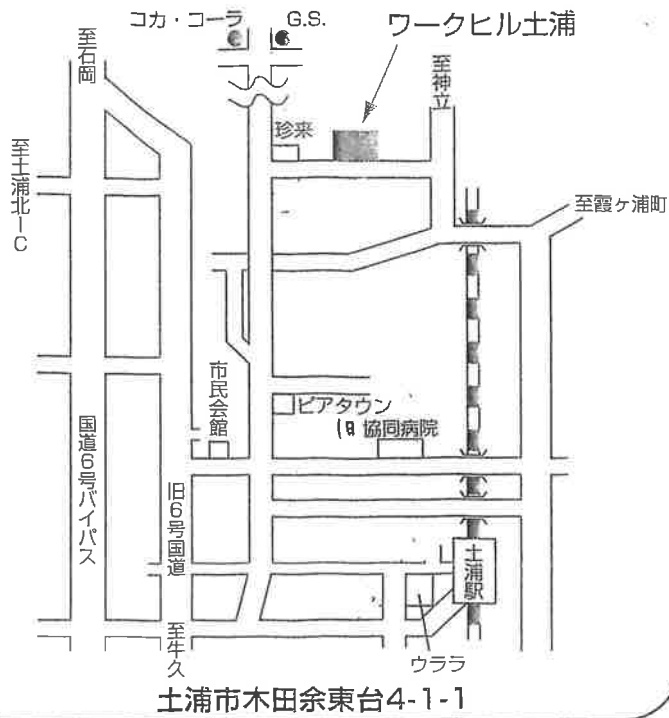 コカ・コーラ
G.S.
ワークヒル土浦
至石岡
至神立
珍来
至土浦北IC
至霞ヶ浦町
市民会館
ピアタウン
旧 協同病院
国道6号バイパス
旧6号国道
土浦駅
至牛久
ウララ
土浦市木田余東台4-1-1